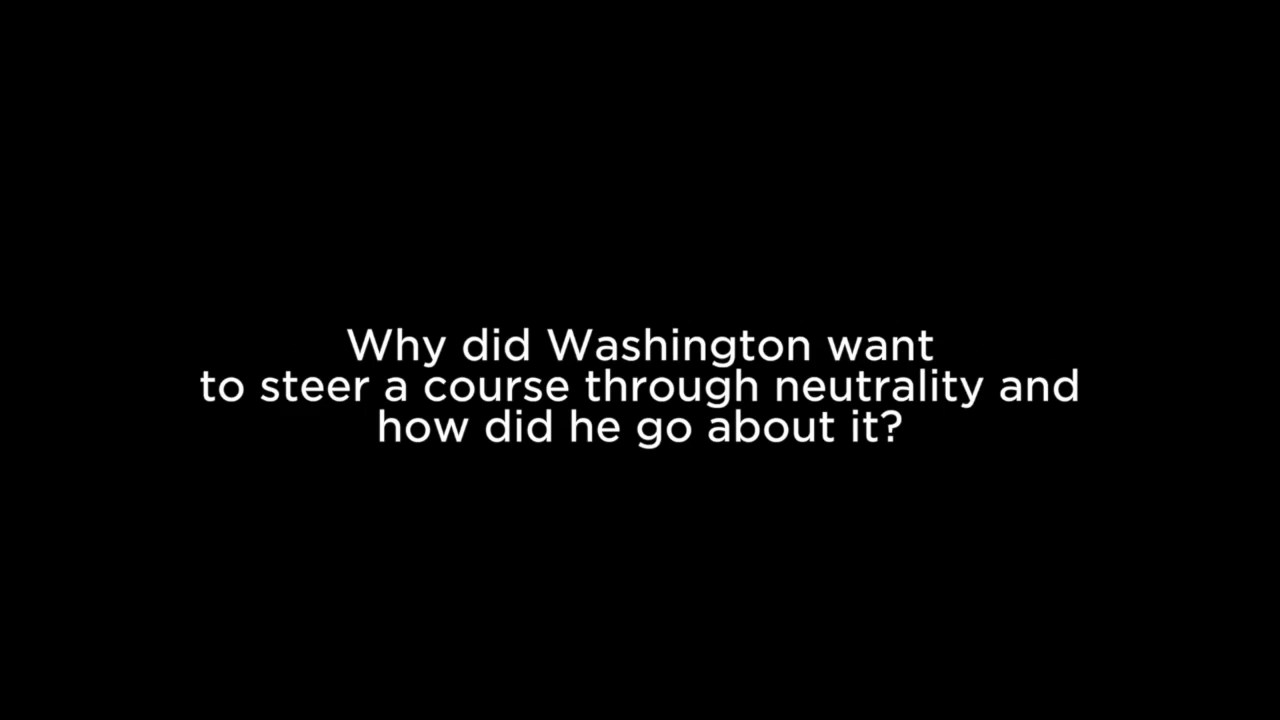 Why did Washington want
to steer a course through neutrality and
how did he go about it?